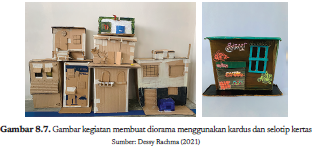 Gambar 8.7. Gambar kegiatan membuat diorama menggunakan kardus dan selotip kertas
Sumber: Dessy Rachma (2021)